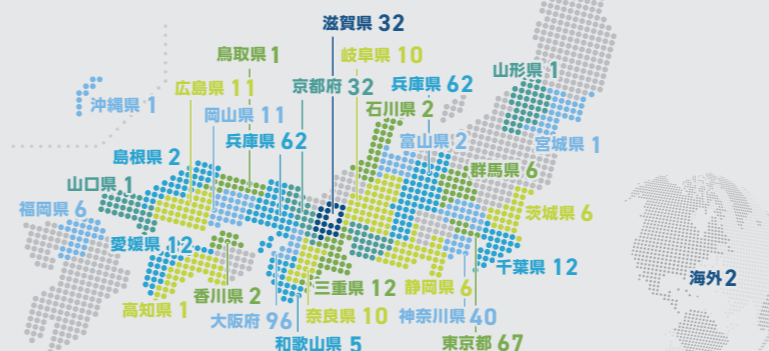 滋賀県 32
鳥取県 1
岐阜県 10
広島県 11
京都府 32
兵庫県 62
山形県 1
沖縄県 1
岡山県 11
石川県 2
兵庫県 62
富山県 2
宮城県 1
島根県 2
群馬県 6
山口県 1
福岡県 6
茨城県 6
愛媛県 12
千葉県 12
海外 2
香川県 2
三重県 12
静岡県 6
高知県 1
大阪府 96
奈良県 10
神奈川県 40
和歌山県 5
東京都 67